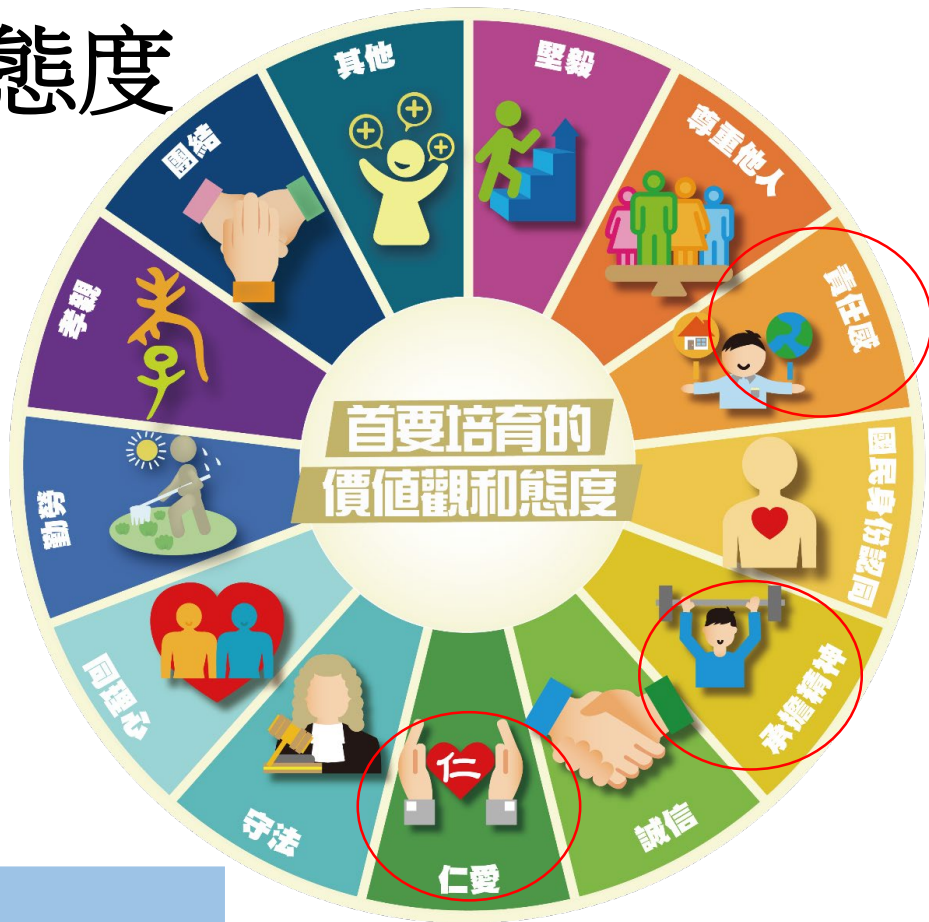 態度
首要培育的
價值觀和態度
堅毅
尊重他人
責任感
國民身份認同
承擔精神
誠信
仁
仁愛
守法
同理心
勤勞
孝親
孝
團結
其他